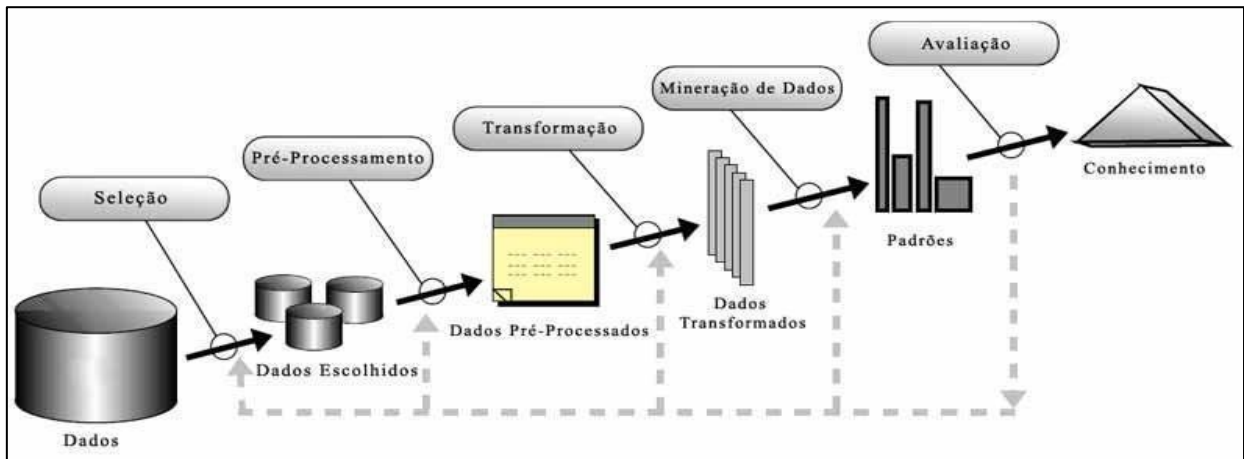 Avaliação
Mineração de Dados
Transformação
Pré-Processamento
Seleção
Conhecimento
Padrões
Dados
Transformados
Dados Pré-Processados
Dados Escolhidos
Dados